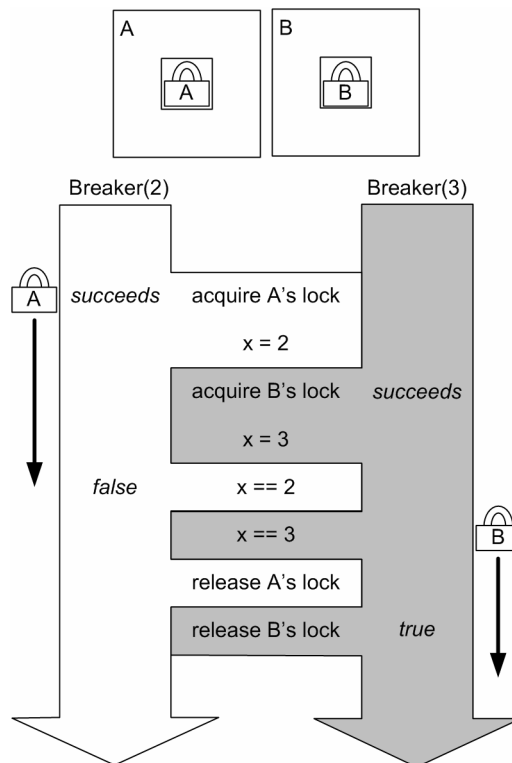 A
B
A
B
Breaker(2)
Breaker(3)
A
succeeds
acquire A's lock
x = 2
acquire B's lock
succeeds
x = 3
false
x == 2
x == 3
B
release A's lock
release B's lock
true